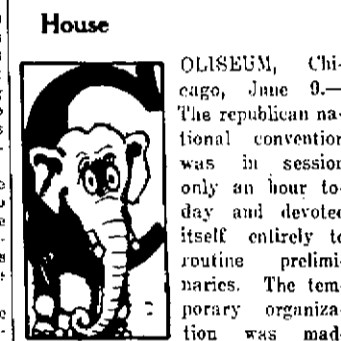 House
OLISEUM, Chi-
cago, June 9.—
The republican na-
tional convention
was in session
only an hour to-
day and devoted
itself entirely to
routine prelimi-
naries. The tem-
porary organiza-
tion was mad-